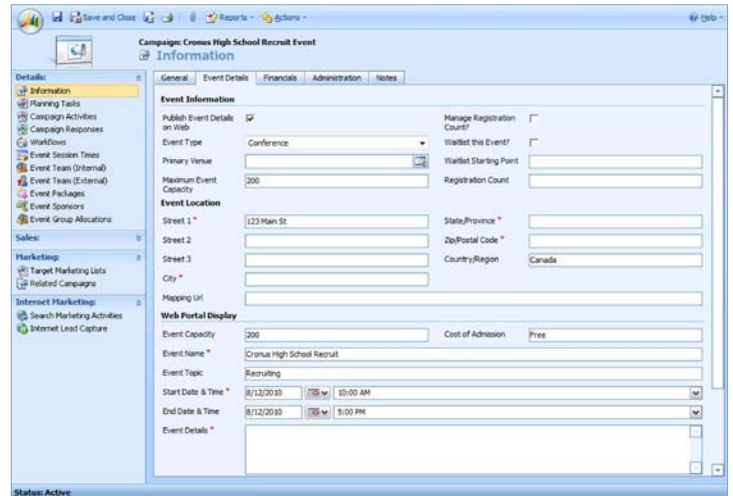 Save and Close Reports Actions Help
Campaign: Cronus High School Recruit Event
Information
Details:
Information
Planning Tasks
Campaign Activities
Campaign Responses
Workflows
Event Session Times
Event Team (Internal)
Event Team (External)
Event Packages
Event Sponsors
Event Group Allocations
Sales:
Marketing:
Target Marketing Lists
Related Campaigns
Internet Marketing:
Search Marketing Activities
Internet Lead Capture
General Event Details Financials Administration Notes
Event Information
Publish Event Details on Web
Manage Registration Count?
Event Type Conference Waitlist this Event?
Primary Venue Waitlist Starting Point
Maximum Event Capacity 200 Registration Count
Event Location
Street 1 * 123 Main St State/Province *
Street 2 Zip/Postal Code *
Street 3 Country/Region Canada
City *
Mapping Url
Web Portal Display
Event Capacity 200 Cost of Admission Free
Event Name * Cronus High School Recruit
Event Topic Recruiting
Start Date & Time * 8/12/2010 10:00 AM
End Date & Time 8/12/2010 5:00 PM
Event Details *
Status: Active